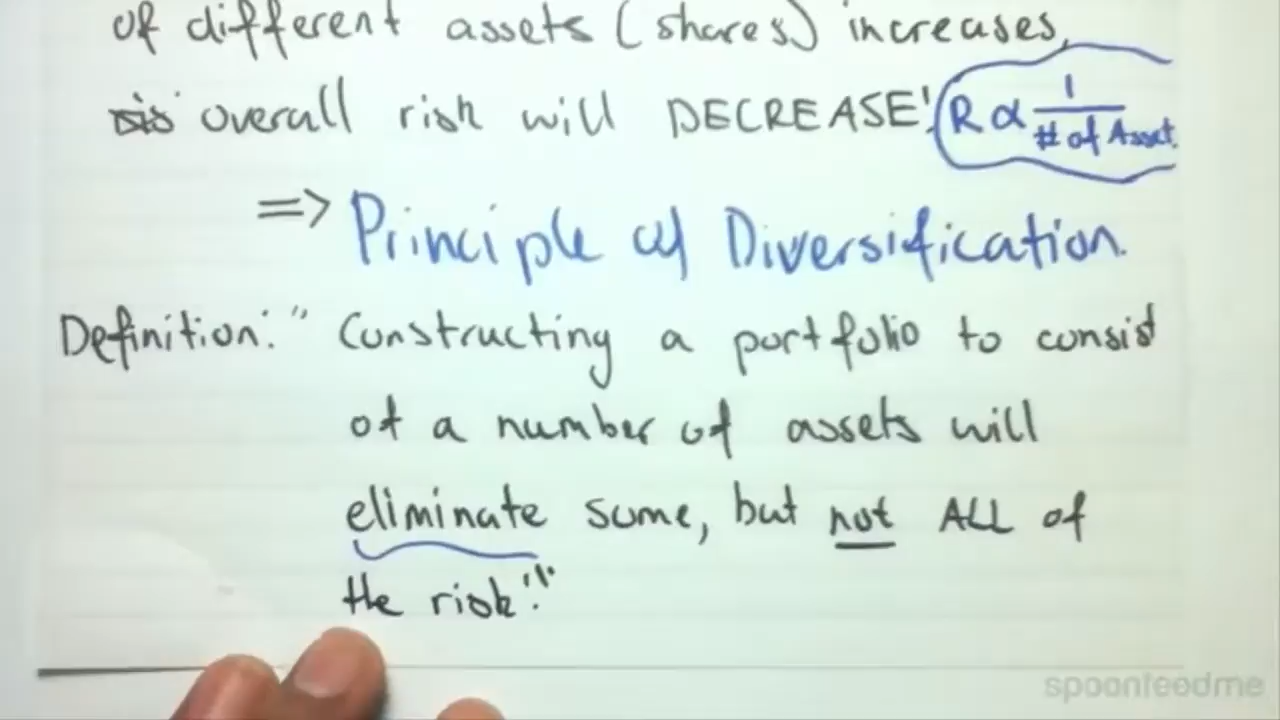 of different assets (shares) increases,
overall risk will DECREASE! R ∝ 1 / # of Asset.
=> Principle of Diversification.
Definition: "Constructing a portfolio to consist
of a number of assets will
eliminate some, but not ALL of
the risk!"
spoonfeedme